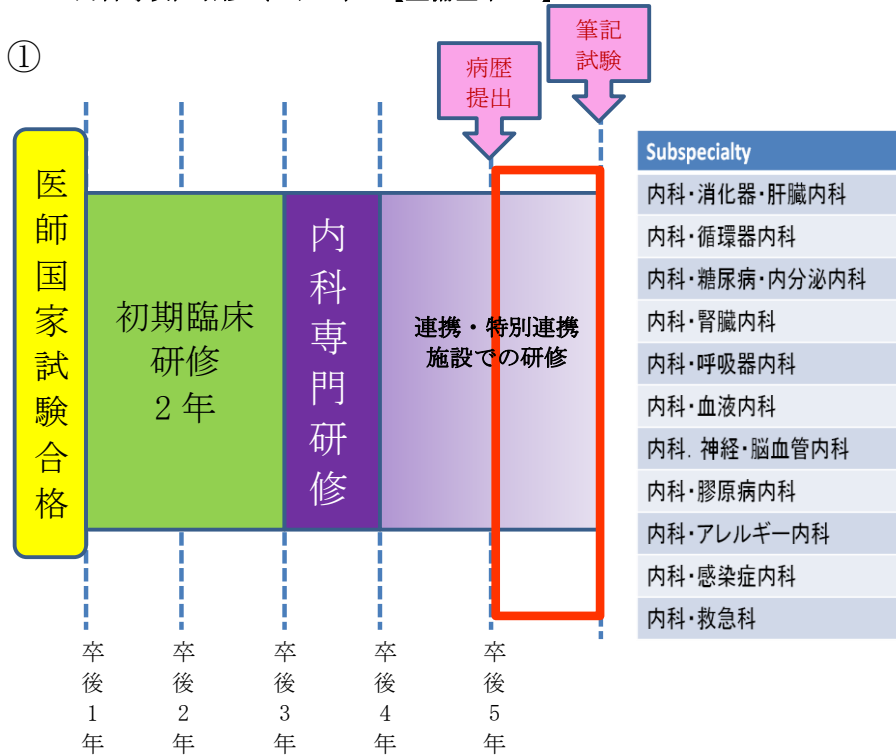 ①
病歴
提出
筆記
試験
医師国家試験合格
初期臨床
研修
2年
内科専門研修
連携・特別連携
施設での研修
Subspecialty
内科・消化器・肝臓内科
内科・循環器内科
内科・糖尿病・内分泌内科
内科・腎臓内科
内科・呼吸器内科
内科・血液内科
内科. 神経・脳血管内科
内科・膠原病内科
内科・アレルギー内科
内科・感染症内科
内科・救急科
卒後1年
卒後2年
卒後3年
卒後4年
卒後5年